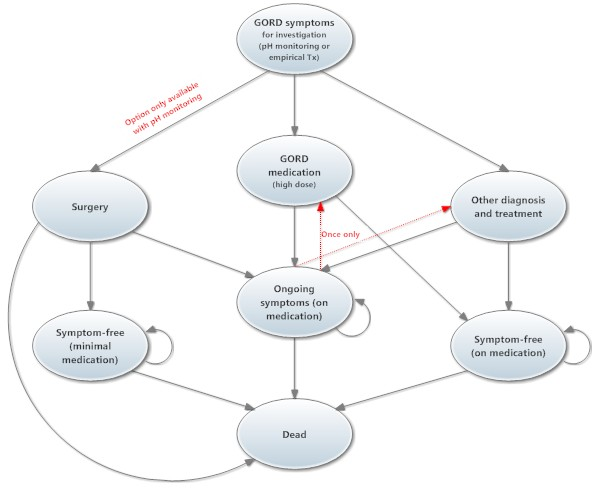 GORD symptoms
for investigation
(pH monitoring or
empirical Tx)
Option only available
with pH monitoring
GORD
medication
(high dose)
Surgery
Other diagnosis
and treatment
Once only
Ongoing
symptoms (on
medication)
Symptom-free
(minimal
medication)
Symptom-free
(on medication)
Dead